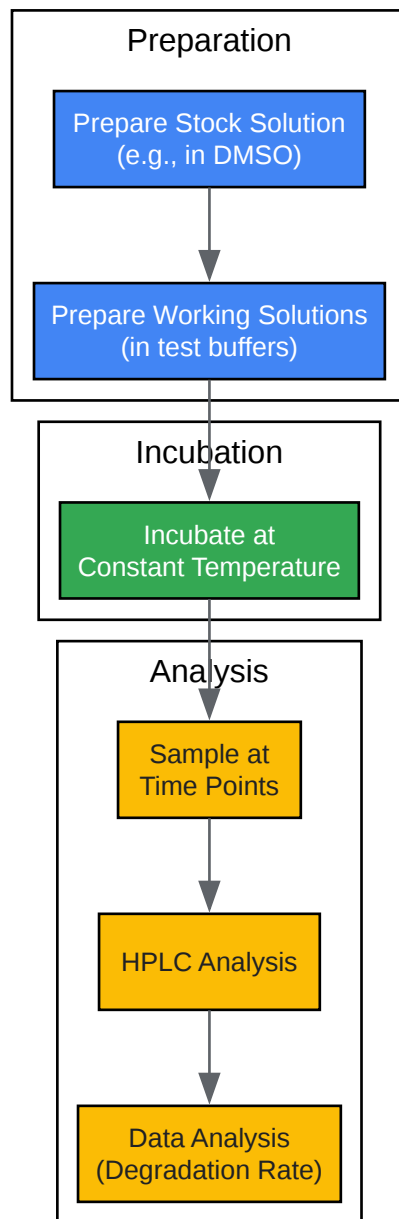 Preparation
Prepare Stock Solution
(e.g., in DMSO)
Prepare Working Solutions
(in test buffers)
Incubation
Incubate at
Constant Temperature
Analysis
Sample at
Time Points
HPLC Analysis
Data Analysis
(Degradation Rate)